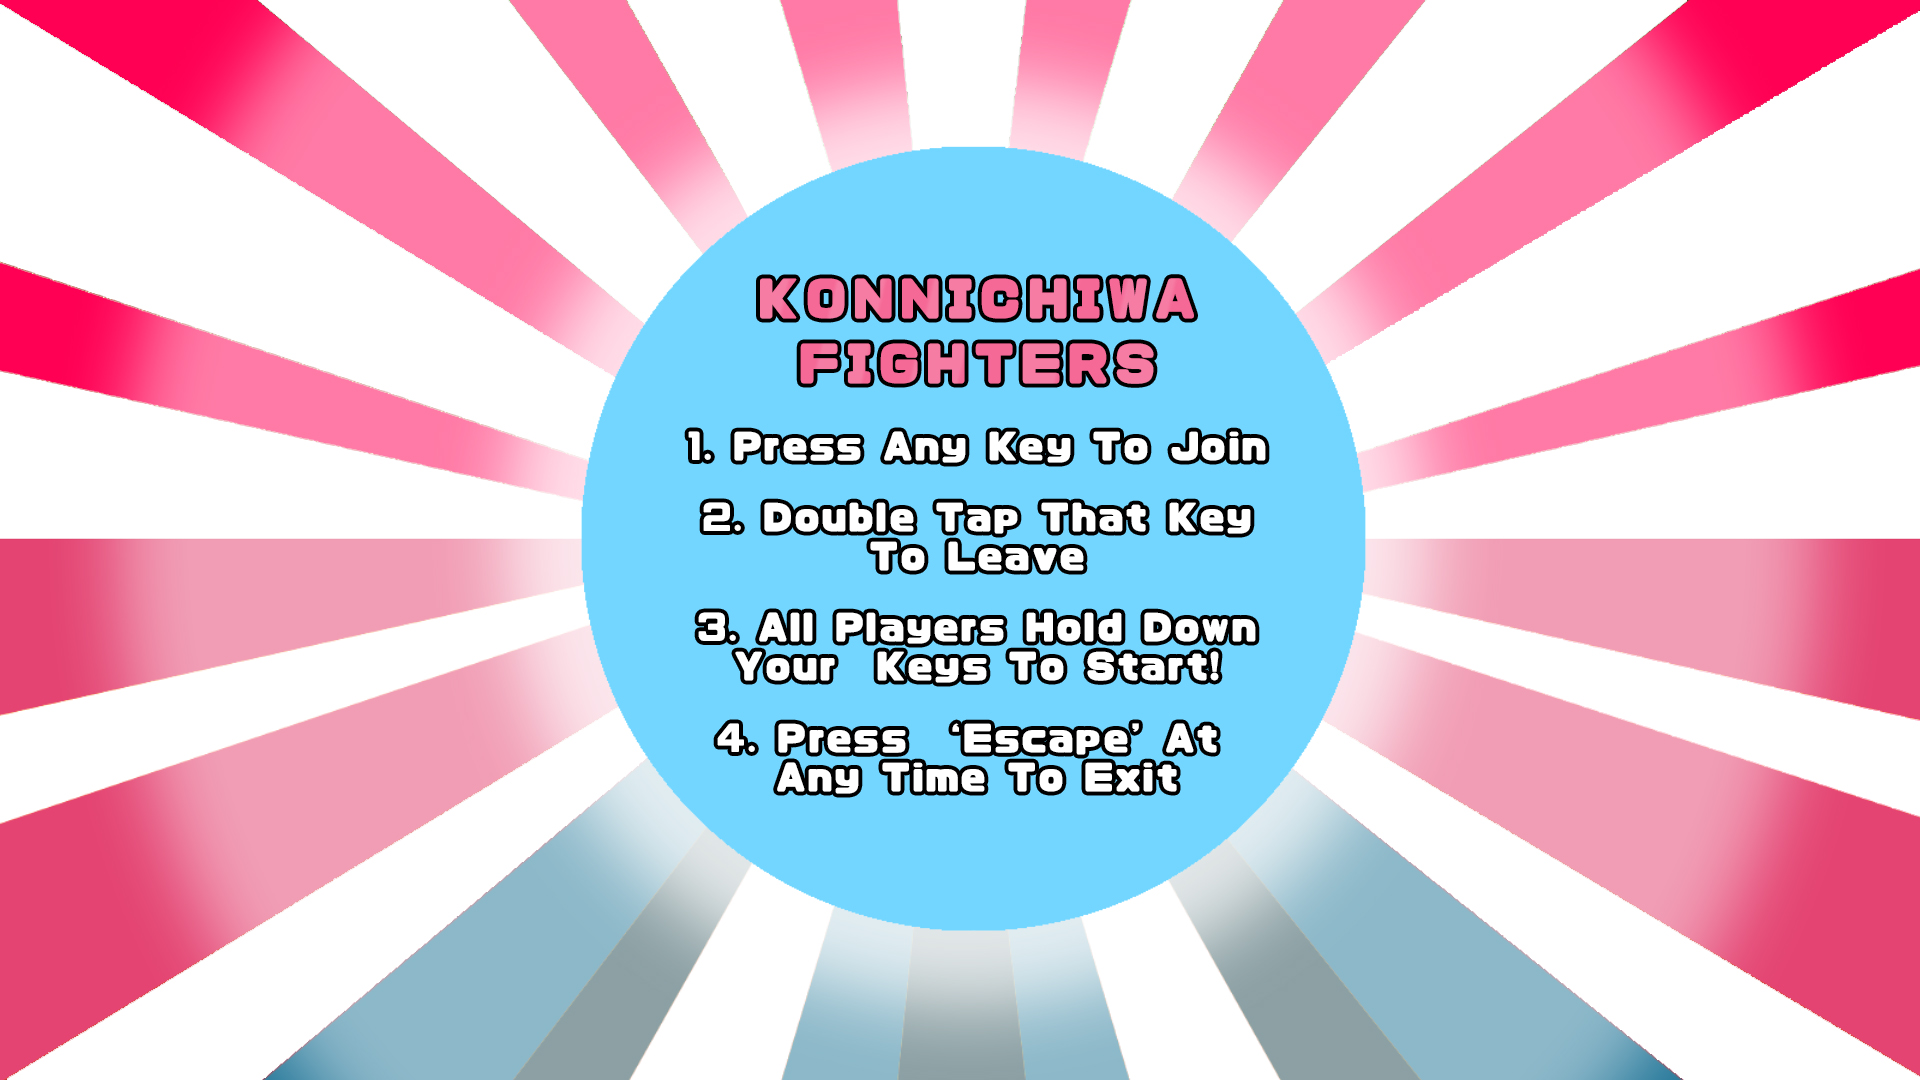 KONNICHIWA
FIGHTERS
1. Press Any Key To Join
2. Double Tap That Key
To Leave
3. All Players Hold Down
Your Keys To Start!
4. Press ‘Escape’ At
Any Time To Exit